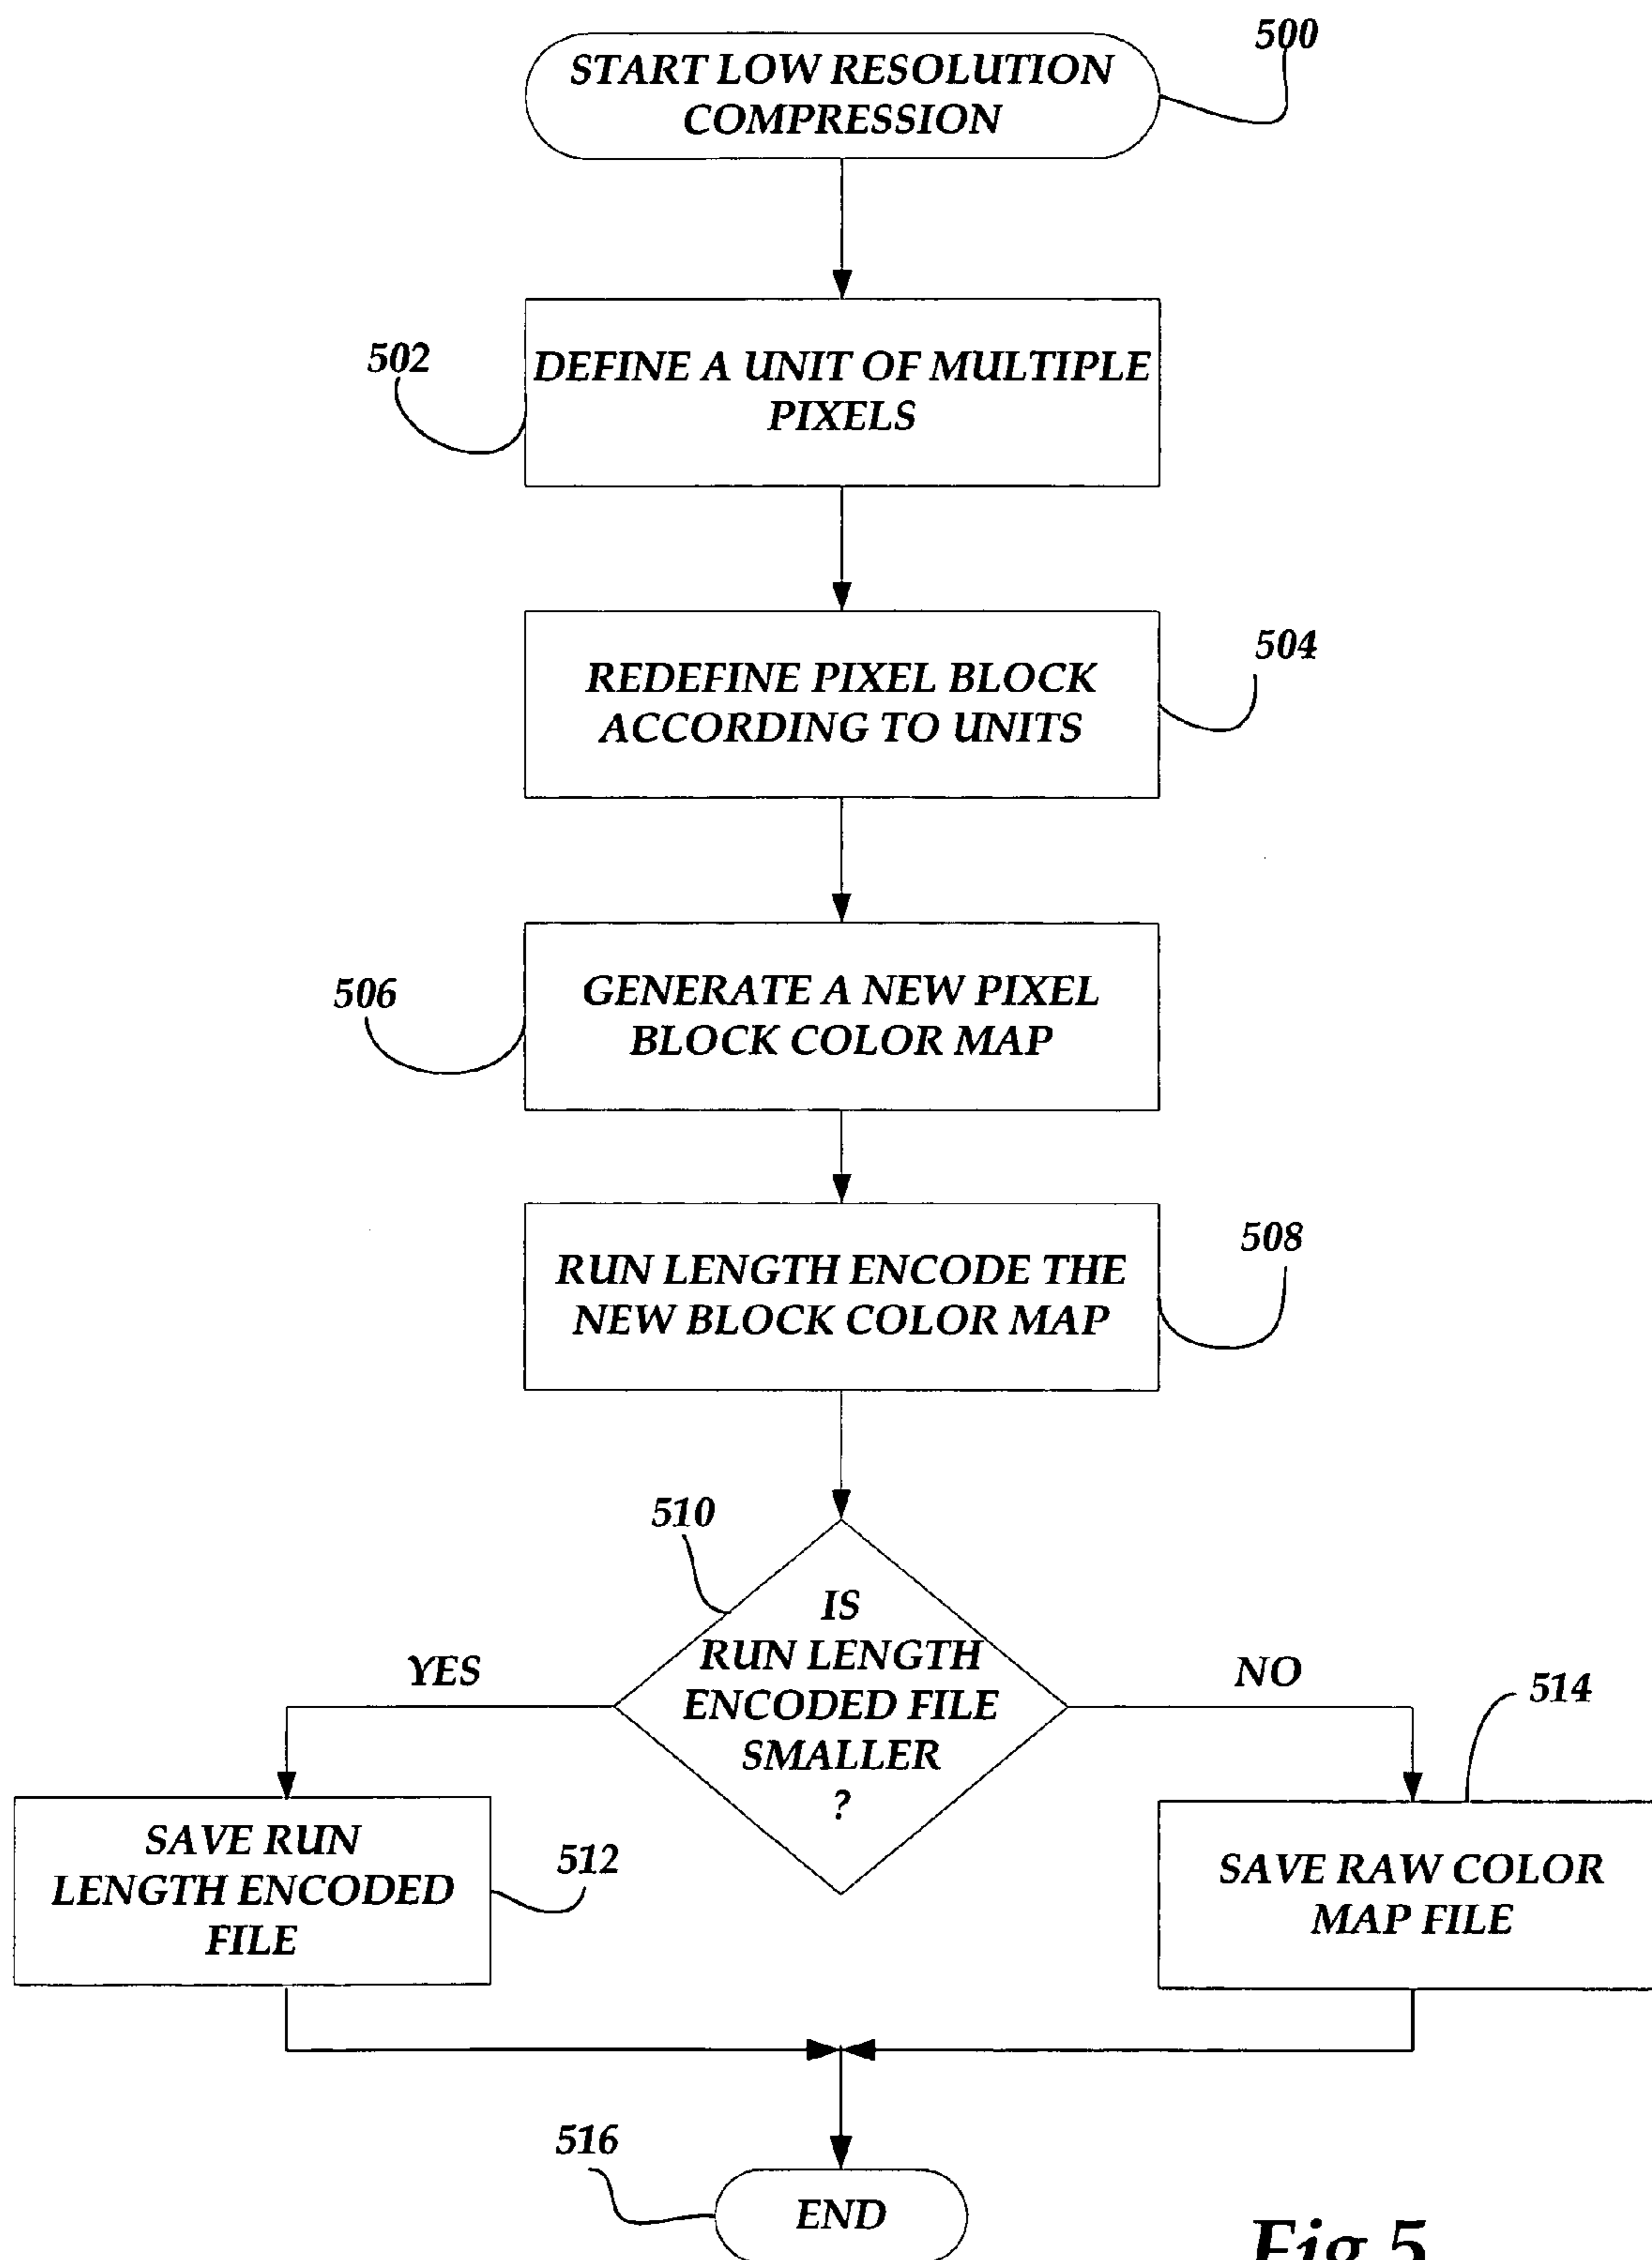 500
START LOW RESOLUTION
COMPRESSION
502
DEFINE A UNIT OF MULTIPLE
PIXELS
504
REDEFINE PIXEL BLOCK
ACCORDING TO UNITS
506
GENERATE A NEW PIXEL
BLOCK COLOR MAP
508
RUN LENGTH ENCODE THE
NEW BLOCK COLOR MAP
510
IS
RUN LENGTH
ENCODED FILE
SMALLER
?
YES
NO
514
SAVE RUN
LENGTH ENCODED
FILE
512
SAVE RAW COLOR
MAP FILE
516
END
Fig 5